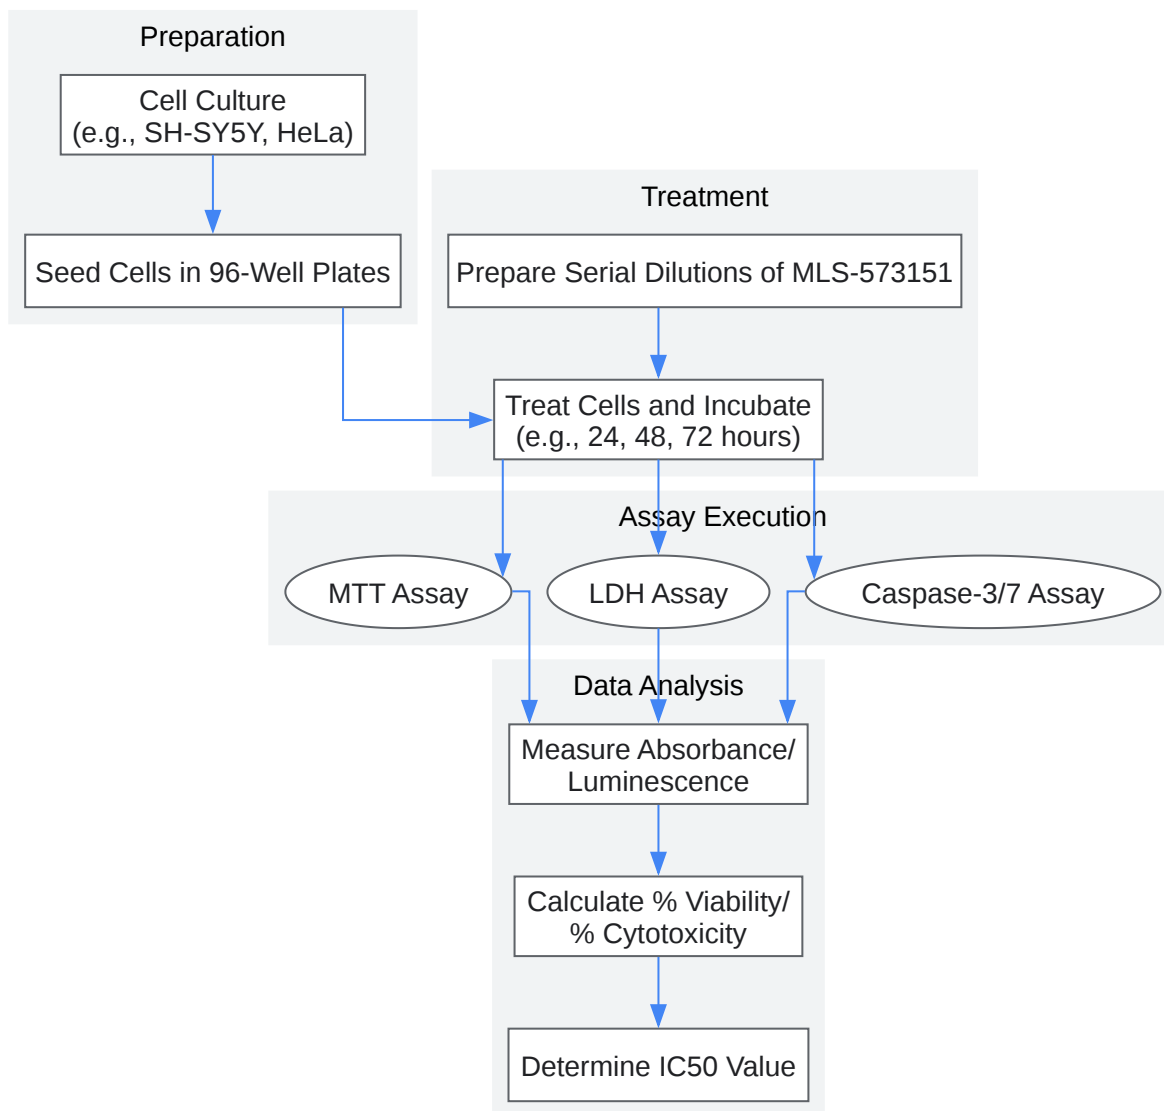 Preparation
Cell Culture
(e.g., SH-SY5Y, HeLa)
Seed Cells in 96-Well Plates
Treatment
Prepare Serial Dilutions of MLS-573151
Treat Cells and Incubate
(e.g., 24, 48, 72 hours)
Assay Execution
MTT Assay
LDH Assay
Caspase-3/7 Assay
Data Analysis
Measure Absorbance/
Luminescence
Calculate % Viability/
% Cytotoxicity
Determine IC50 Value